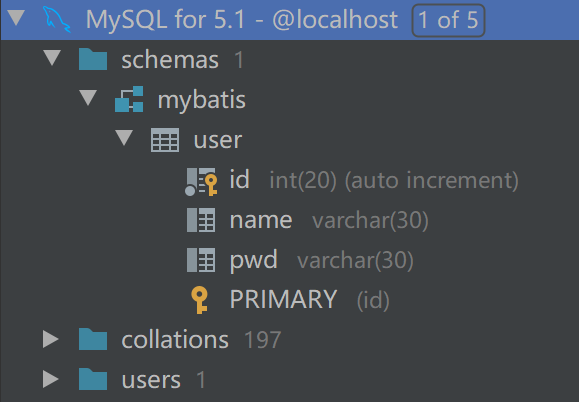 MySQL for 5.1 - @localhost 1 of 5
schemas 1
mybatis
user
id int(20) (auto increment)
name varchar(30)
pwd varchar(30)
PRIMARY (id)
collations 197
users 1